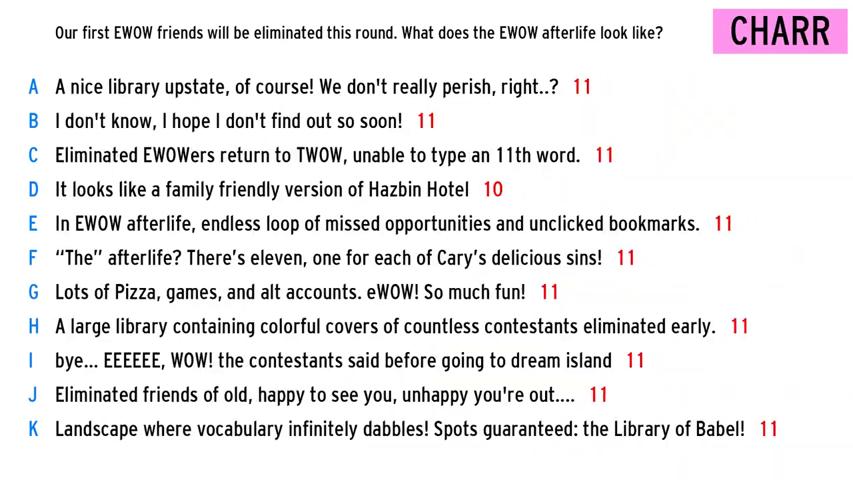 Our first EWOW friends will be eliminated this round. What does the EWOW afterlife look like?
CHARR
A A nice library upstate, of course! We don't really perish, right..? 11
B I don't know, I hope I don't find out so soon! 11
C Eliminated EWOWers return to TWOW, unable to type an 11th word. 11
D It looks like a family friendly version of Hazbin Hotel 10
E In EWOW afterlife, endless loop of missed opportunities and unclicked bookmarks. 11
F “The” afterlife? There’s eleven, one for each of Cary’s delicious sins! 11
G Lots of Pizza, games, and alt accounts. eWOW! So much fun! 11
H A large library containing colorful covers of countless contestants eliminated early. 11
I bye... EEEEEE, WOW! the contestants said before going to dream island 11
J Eliminated friends of old, happy to see you, unhappy you're out.... 11
K Landscape where vocabulary infinitely dabbles! Spots guaranteed: the Library of Babel! 11